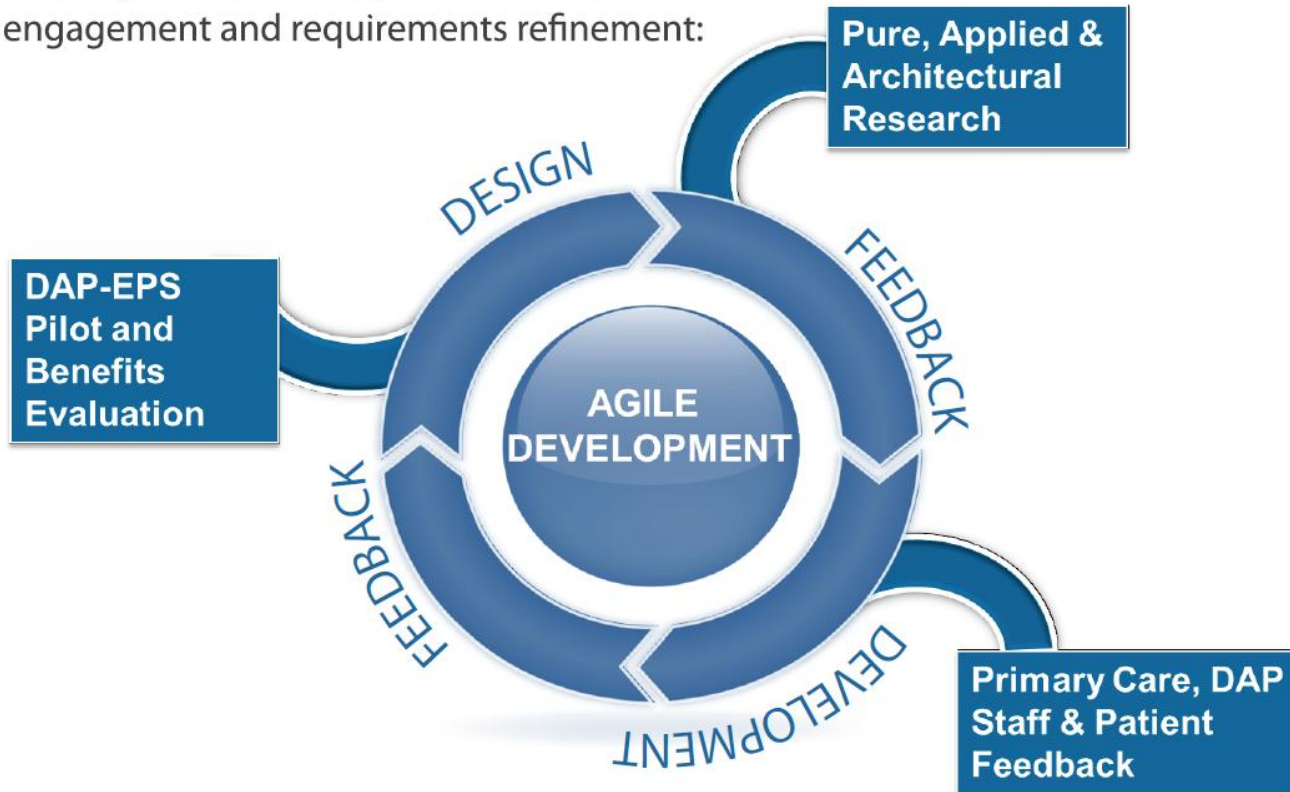 engagement and requirements refinement:
Pure, Applied &
Architectural
Research
DESIGN
FEEDBACK
DAP-EPS
Pilot and
Benefits
Evaluation
AGILE
DEVELOPMENT
FEEDBACK
DEVELOPMENT
Primary Care, DAP
Staff & Patient
Feedback